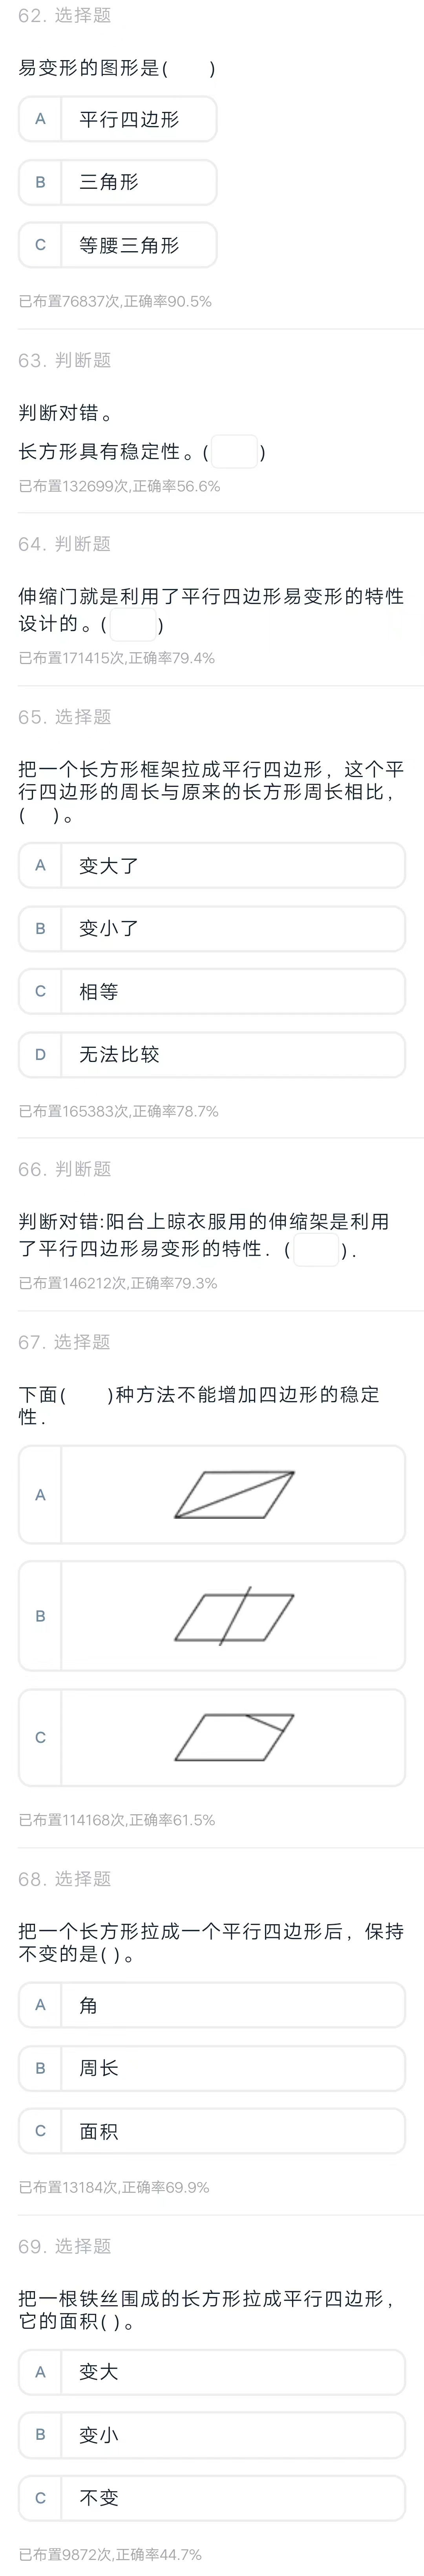 62. 选择题
易变形的图形是(　　)
A 平行四边形
B 三角形
C 等腰三角形
已布置76837次,正确率90.5%
63. 判断题
判断对错。
长方形具有稳定性。(　　)
已布置132699次,正确率56.6%
64. 判断题
伸缩门就是利用了平行四边形易变形的特性
设计的。(　　)
已布置171415次,正确率79.4%
65. 选择题
把一个长方形框架拉成平行四边形，这个平
行四边形的周长与原来的长方形周长相比，
(　)。
A 变大了
B 变小了
C 相等
D 无法比较
已布置165383次,正确率78.7%
66. 判断题
判断对错:阳台上晾衣服用的伸缩架是利用
了平行四边形易变形的特性．(　　)．
已布置146212次,正确率79.3%
67. 选择题
下面(　　)种方法不能增加四边形的稳定
性．
A
B
C
已布置114168次,正确率61.5%
68. 选择题
把一个长方形拉成一个平行四边形后，保持
不变的是( )。
A 角
B 周长
C 面积
已布置13184次,正确率69.9%
69. 选择题
把一根铁丝围成的长方形拉成平行四边形，
它的面积( )。
A 变大
B 变小
C 不变
已布置9872次,正确率44.7%